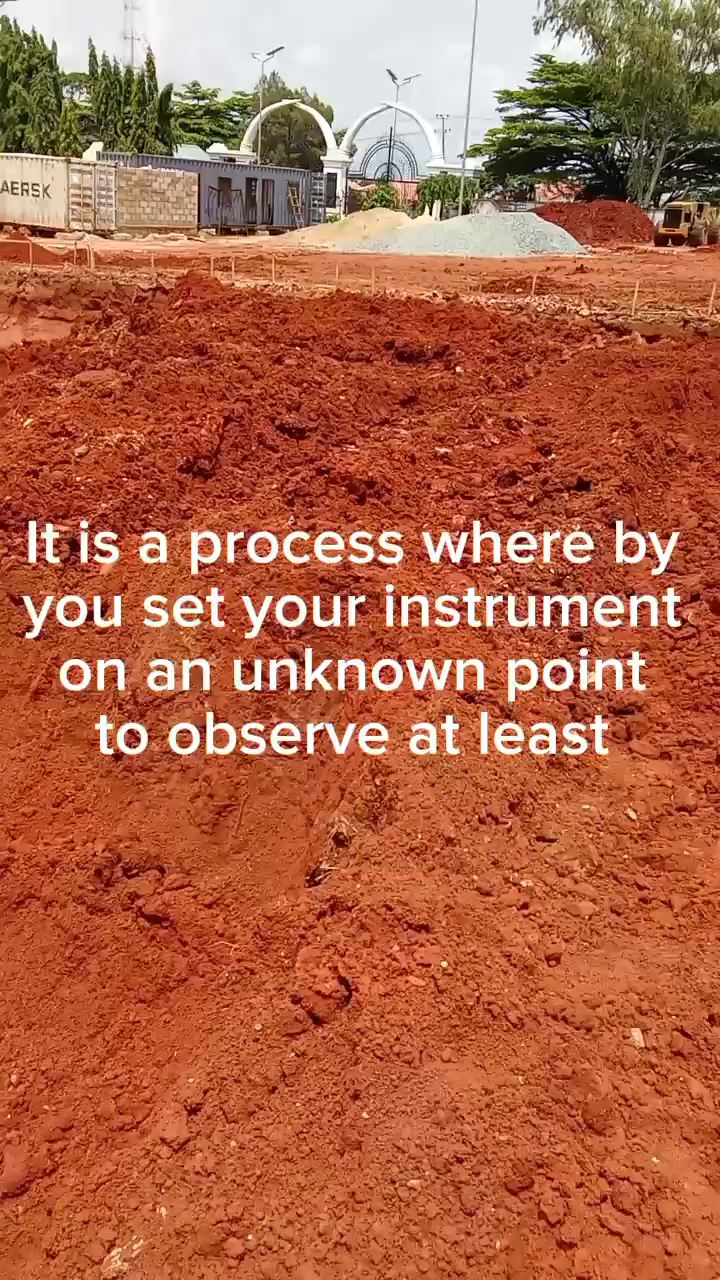 AERSK
It is a process where by
you set your instrument
on an unknown point
to observe at least